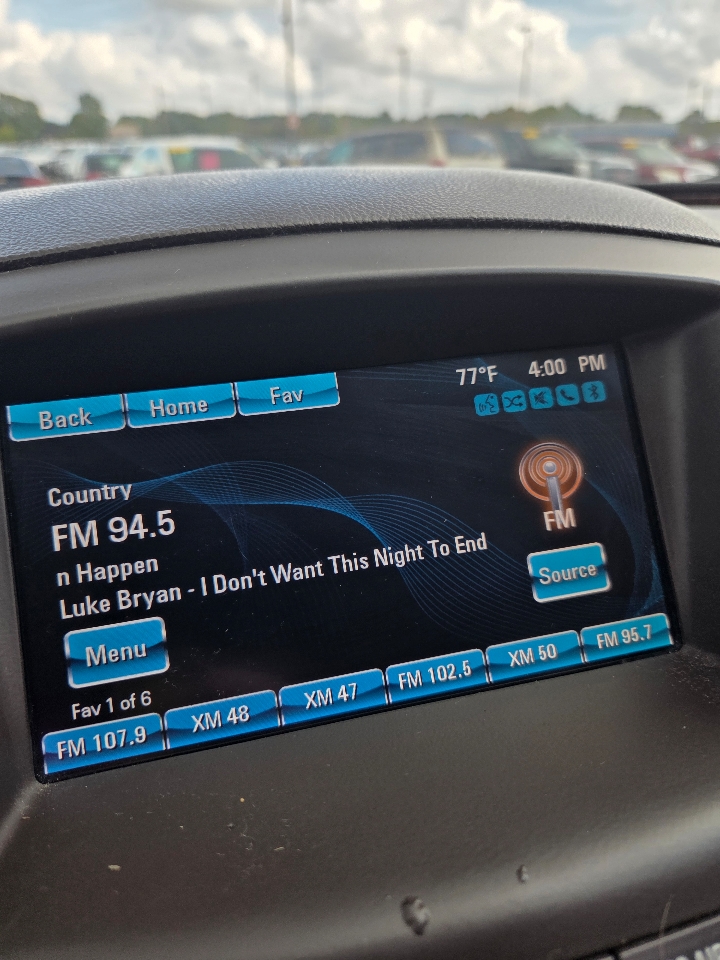 77°F 4:00 PM
Back Home Fav
Country
FM 94.5
n Happen
Luke Bryan - I Don't Want This Night To End
FM
Source
Menu
Fav 1 of 6
FM 107.9 XM 48 XM 47 FM 102.5 XM 50 FM 95.7